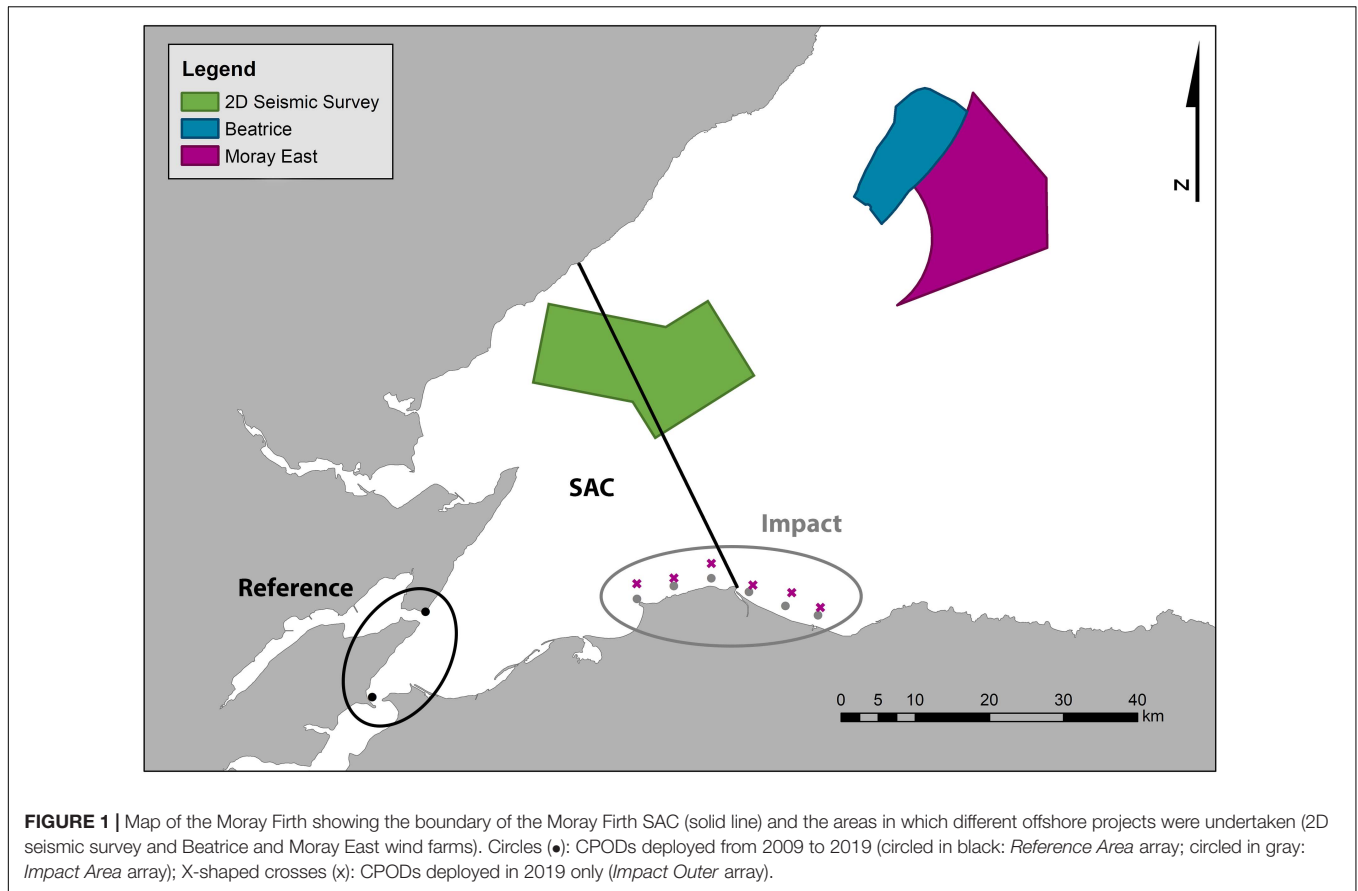 Legend
2D Seismic Survey
Beatrice
Moray East
N
SAC
Impact
Reference
0 5 10 20 30 40
km
FIGURE 1 | Map of the Moray Firth showing the boundary of the Moray Firth SAC (solid line) and the areas in which different offshore projects were undertaken (2D
seismic survey and Beatrice and Moray East wind farms). Circles (●): CPODs deployed from 2009 to 2019 (circled in black: Reference Area array; circled in gray:
Impact Area array); X-shaped crosses (x): CPODs deployed in 2019 only (Impact Outer array).